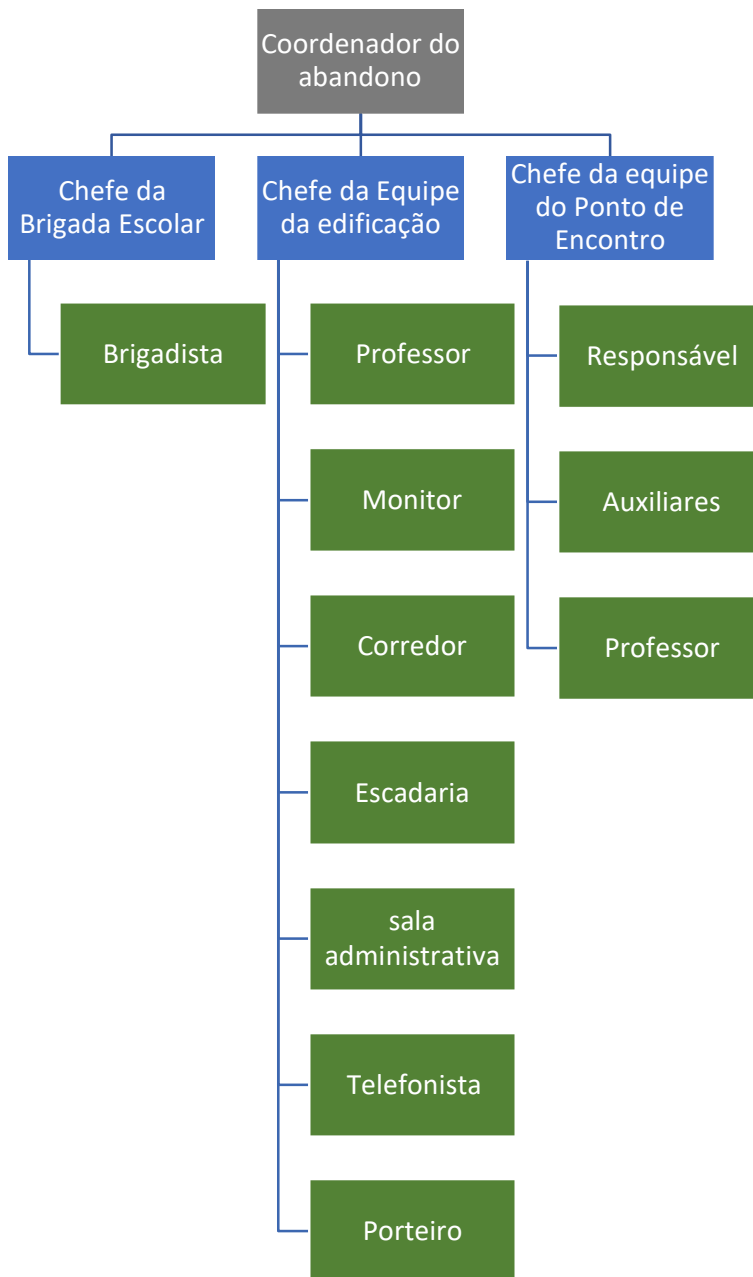 Coordenador do
abandono
Chefe da
Brigada Escolar
Chefe da Equipe
da edificação
Chefe da equipe
do Ponto de
Encontro
Brigadista
Professor
Responsável
Monitor
Auxiliares
Corredor
Professor
Escadaria
sala
administrativa
Telefonista
Porteiro